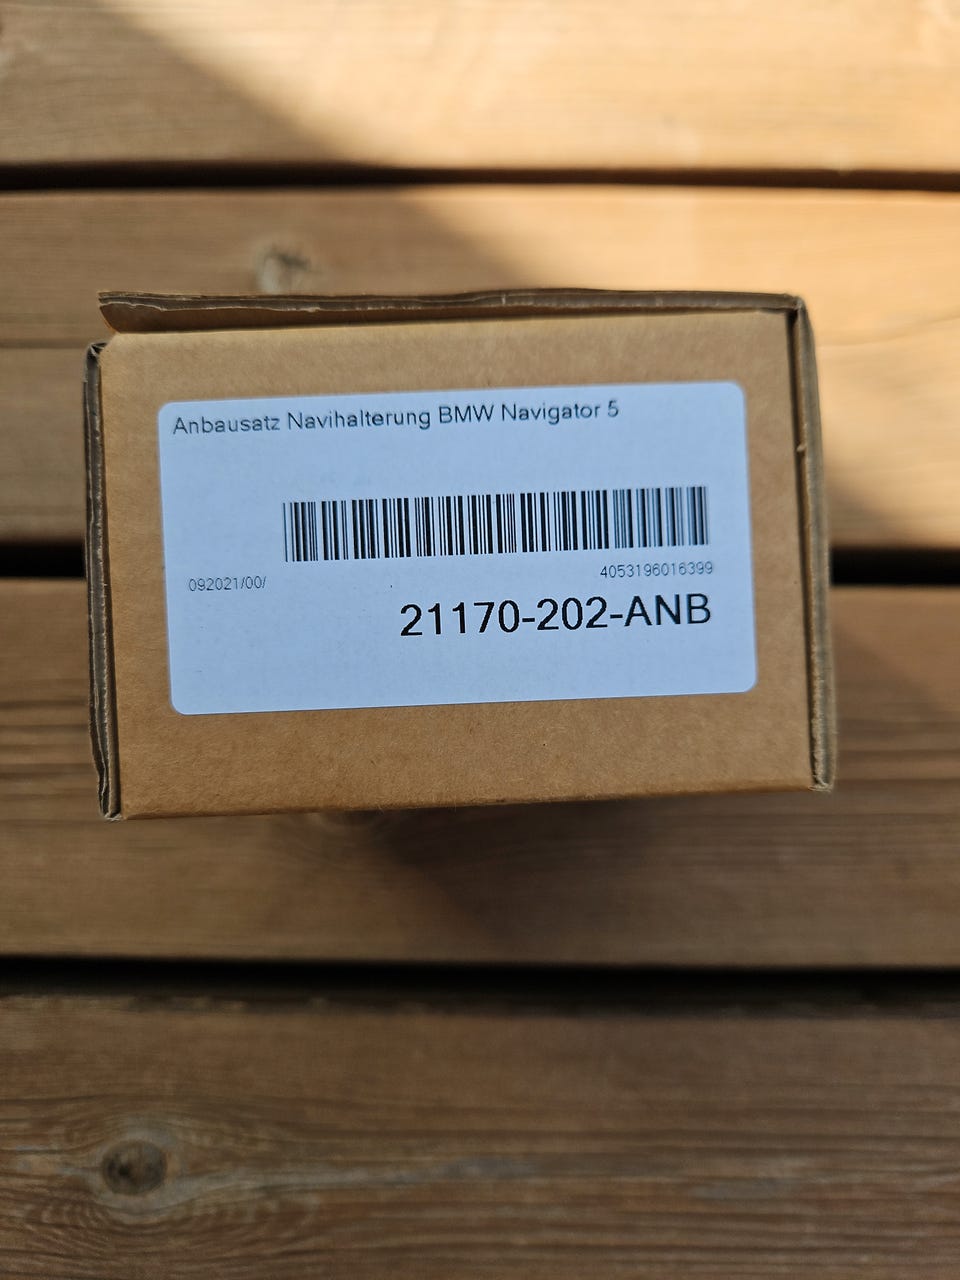 Anbausatz Navihalterung BMW Navigator 5
4053196016399
092021/00/
21170-202-ANB